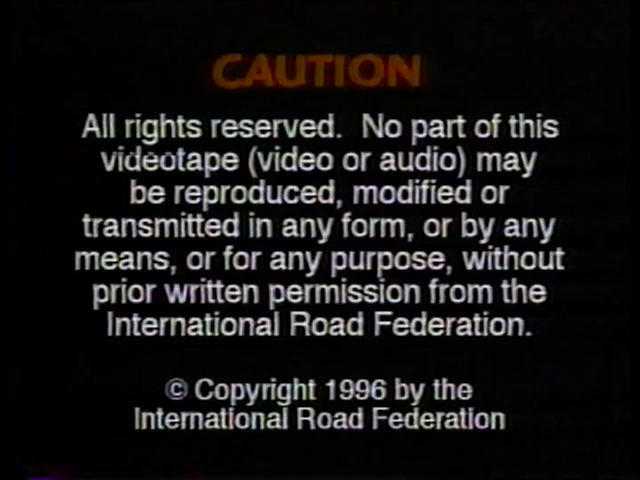 CAUTION
All rights reserved. No part of this
videotape (video or audio) may
be reproduced, modified or
transmitted in any form, or by any
means, or for any purpose, without
prior written permission from the
International Road Federation.
© Copyright 1996 by the
International Road Federation